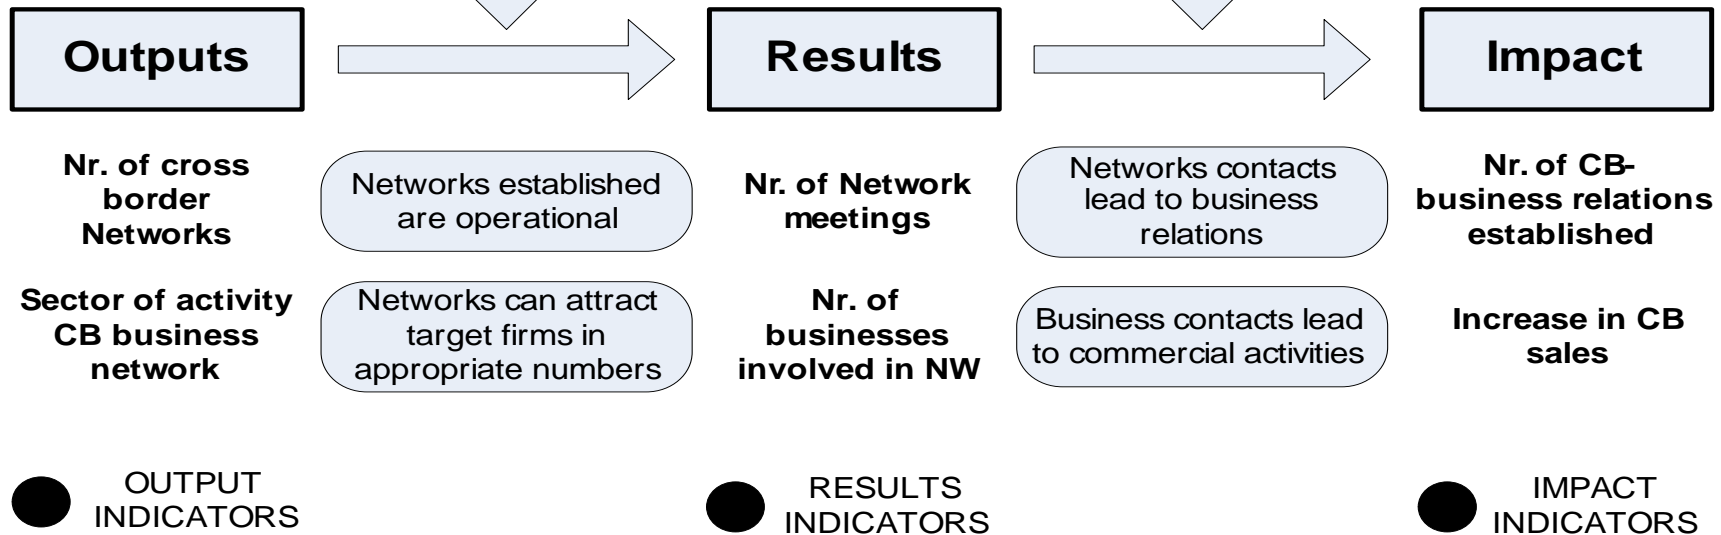 Outputs
Results
Impact
Nr. of cross
border
Networks
Networks established
are operational
Nr. of Network
meetings
Networks contacts
lead to business
relations
Nr. of CB-
business relations
established
Sector of activity
CB business
network
Networks can attract
target firms in
appropriate numbers
Nr. of
businesses
involved in NW
Business contacts lead
to commercial activities
Increase in CB
sales
OUTPUT
INDICATORS
RESULTS
INDICATORS
IMPACT
INDICATORS